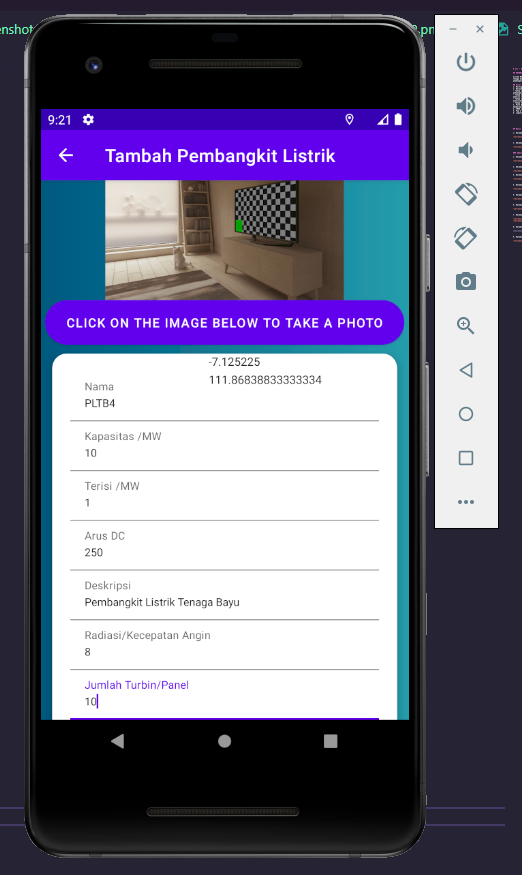 enshot
?.pn
S
9:21
Tambah Pembangkit Listrik
CLICK ON THE IMAGE BELOW TO TAKE A PHOTO
-7.125225
111.86838833333334
Nama
PLTB4
Kapasitas /MW
10
Terisi /MW
1
Arus DC
250
Deskripsi
Pembangkit Listrik Tenaga Bayu
Radiasi/Kecepatan Angin
8
Jumlah Turbin/Panel
10